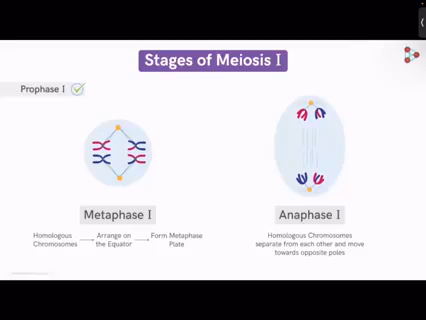 Stages of Meiosis I
Prophase I
Metaphase I
Homologous Chromosomes
Arrange on the Equator
Form Metaphase Plate
Anaphase I
Homologous Chromosomes
separate from each other and move
towards opposite poles